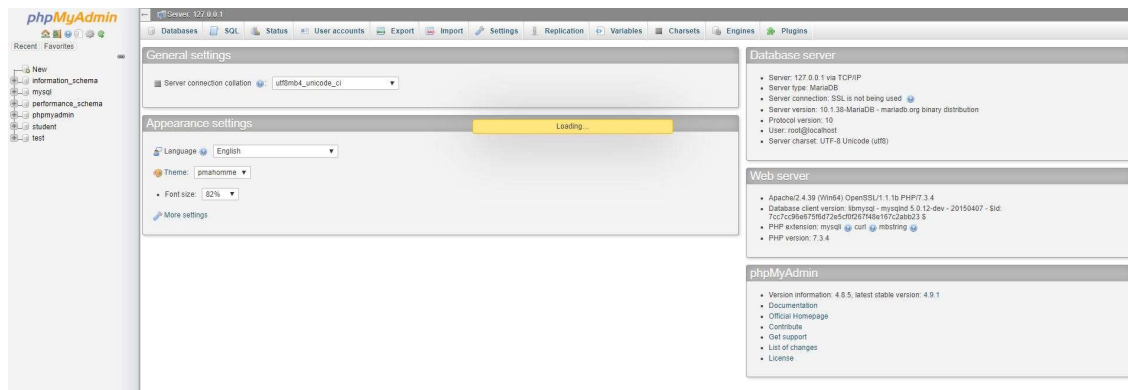 phpMyAdmin
Recent Favorites
New
information_schema
mysql
performance_schema
phpmyadmin
student
test
Server: 127.0.0.1
Databases SQL Status User accounts Export Import Settings Replication Variables Charsets Engines Plugins
General settings
Server connection collation : utf8mb4_unicode_ci
Appearance settings
Loading...
Language English
Theme: pmahomme
Font size: 82%
More settings
Database server
Server: 127.0.0.1 via TCP/IP
Server type: MariaDB
Server connection: SSL is not being used
Server version: 10.1.38-MariaDB - mariadb.org binary distribution
Protocol version: 10
User: root@localhost
Server charset: UTF-8 Unicode (utf8)
Web server
Apache/2.4.39 (Win64) OpenSSL/1.1.1b PHP/7.3.4
Database client version: libmysql - mysqlnd 5.0.12-dev - 20150407 - $Id:
PHP extension: mysqli curl mbstring
PHP version: 7.3.4
phpMyAdmin
Version information: 4.8.5, latest stable version: 4.9.1
Documentation
Official Homepage
Contribute
Get support
List of changes
License